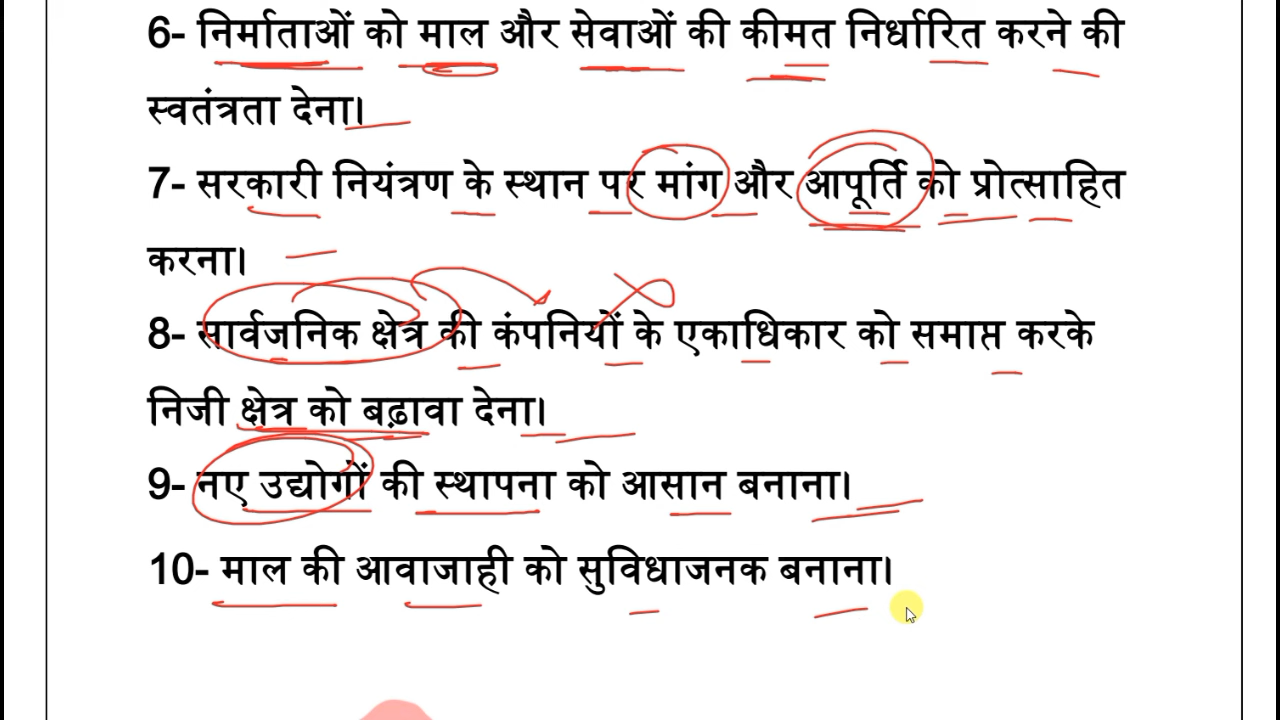 6- निर्माताओं को माल और सेवाओं की कीमत निर्धारित करने की
स्वतंत्रता देना।
7- सरकारी नियंत्रण के स्थान पर मांग और आपूर्ति को प्रोत्साहित
करना।
8- सार्वजनिक क्षेत्र की कंपनियों के एकाधिकार को समाप्त करके
निजी क्षेत्र को बढ़ावा देना।
9- नए उद्योगों की स्थापना को आसान बनाना।
10- माल की आवाजाही को सुविधाजनक बनाना।